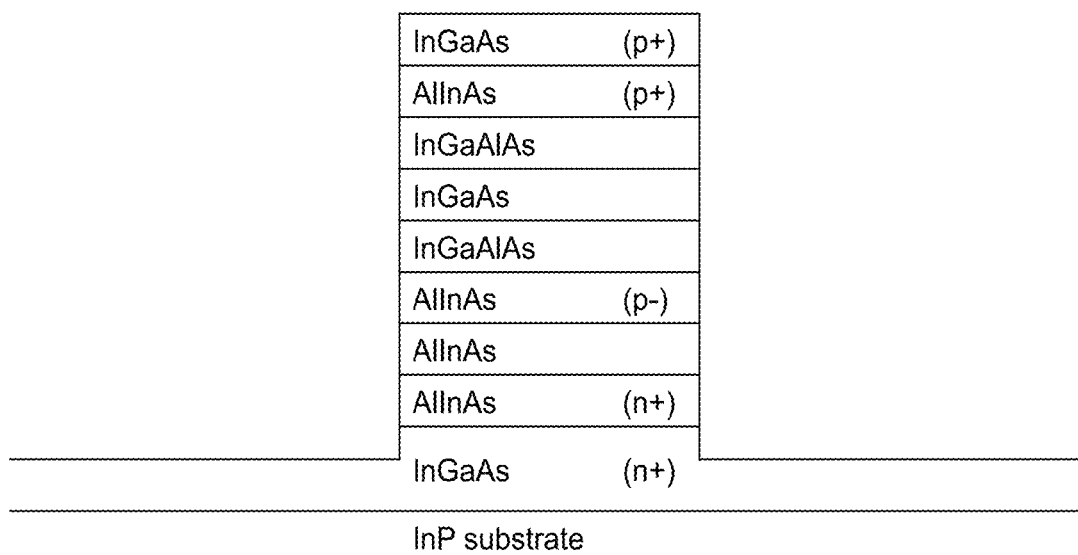 InGaAs (p+)
AlInAs (p+)
InGaAlAs
InGaAs
InGaAlAs
AlInAs (p-)
AlInAs
AlInAs (n+)
InGaAs (n+)
InP substrate